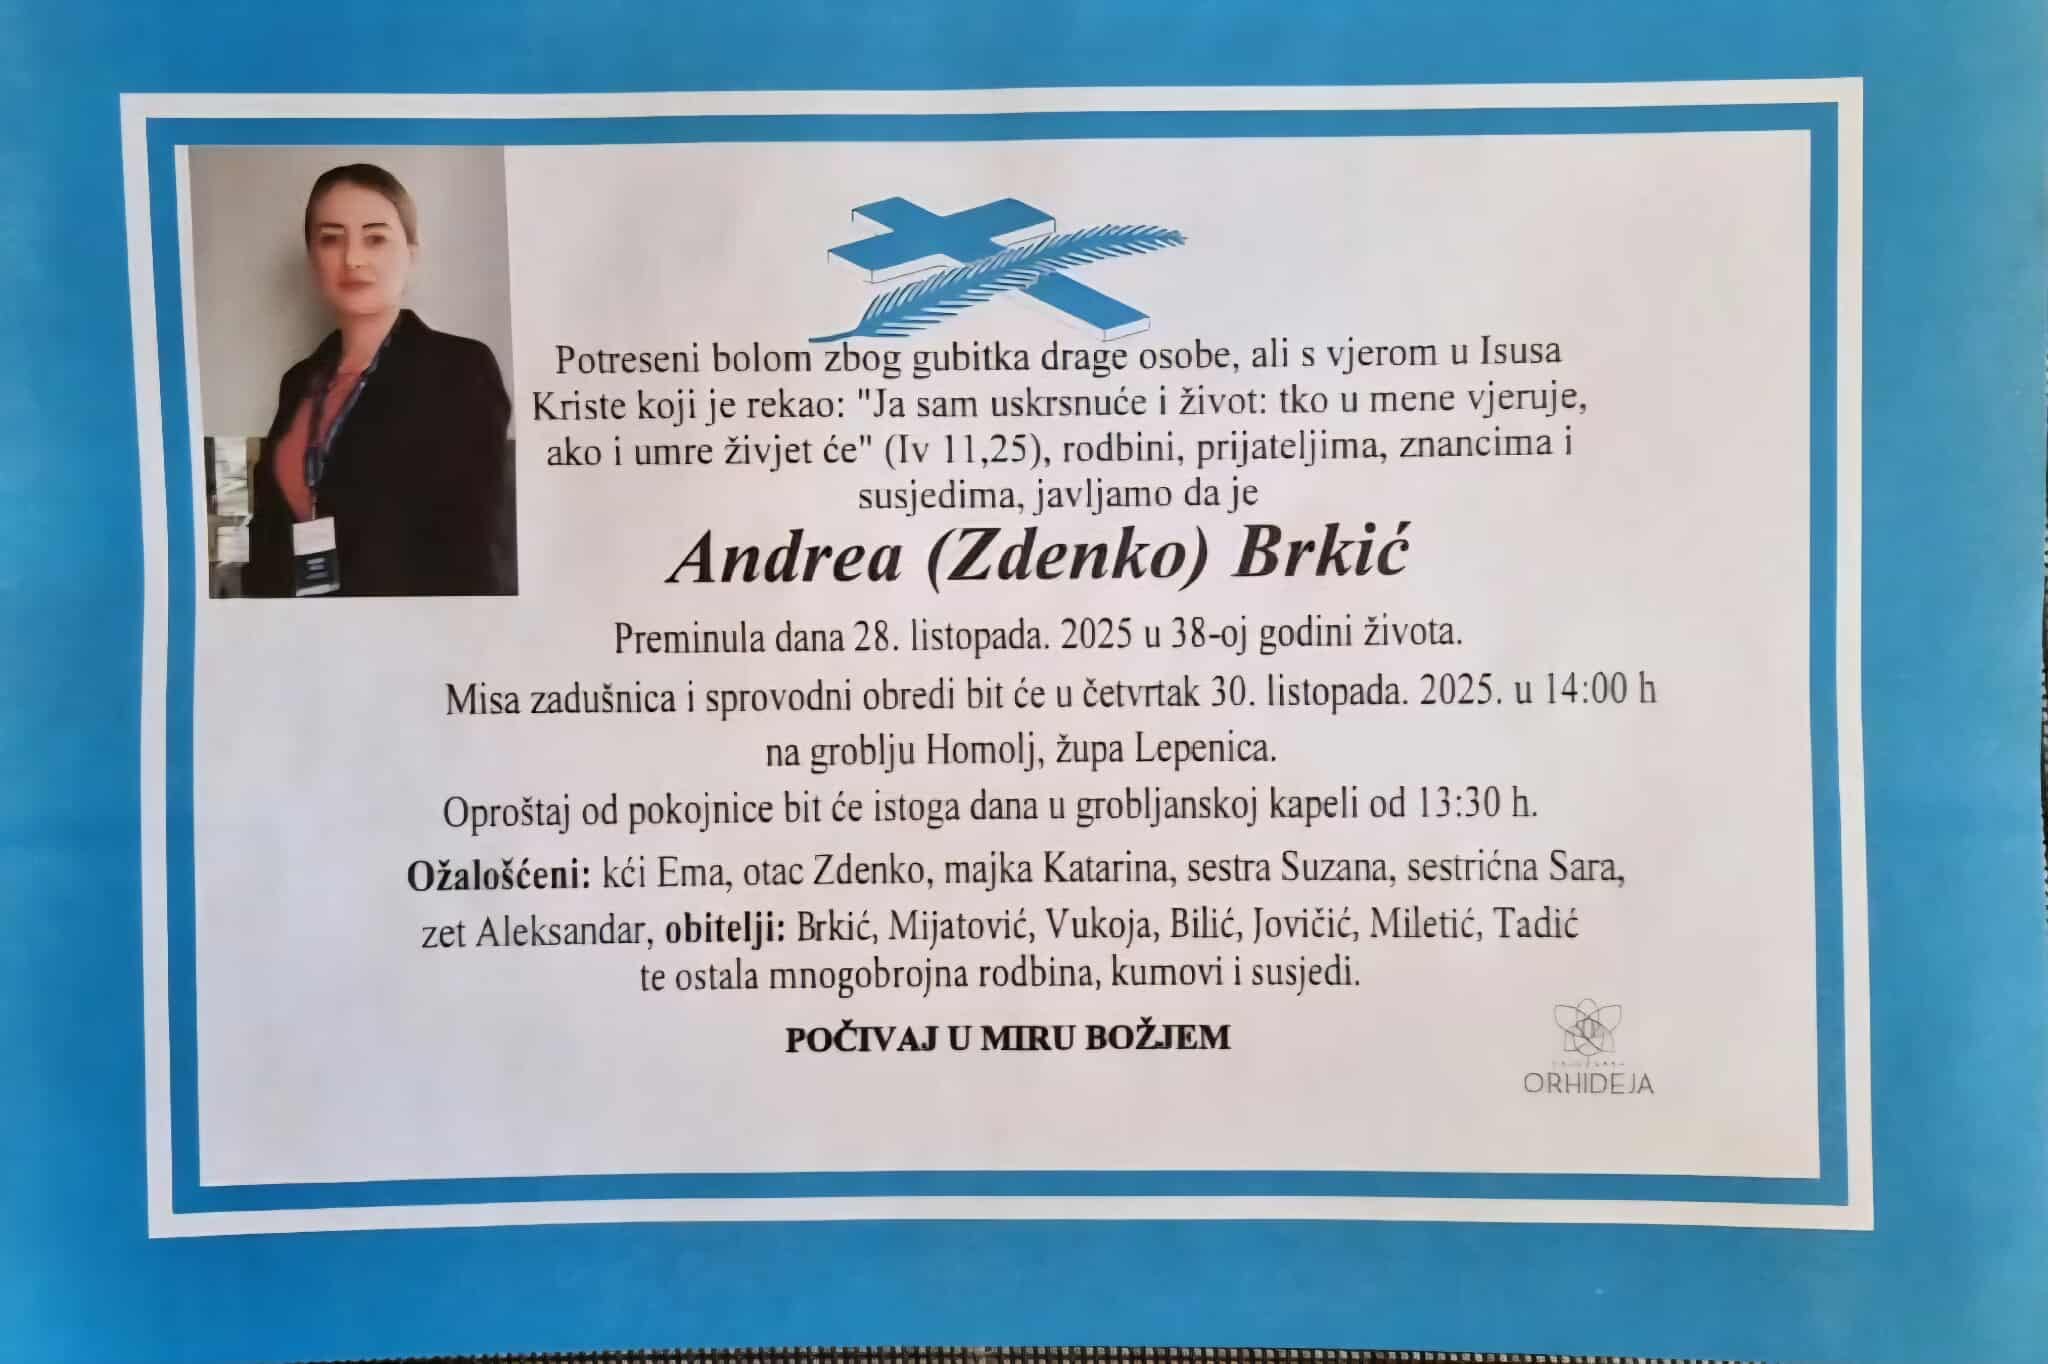 Potreseni bolom zbog gubitka drage osobe, ali s vjerom u Isusa
Kriste koji je rekao: "Ja sam uskrsnuće i život: tko u mene vjeruje,
ako i umre živjet će" (Iv 11,25), rodbini, prijateljima, znancima i
susjedima, javljamo da je
Andrea (Zdenko) Brkić
Preminula dana 28. listopada. 2025 u 38-oj godini života.
Misa zadušnica i sprovodni obredi bit će u četvrtak 30. listopada. 2025. u 14:00 h
na groblju Homolj, župa Lepenica.
Oproštaj od pokojnice bit će istoga dana u grobljanskoj kapeli od 13:30 h.
Ožalošćeni: kći Ema, otac Zdenko, majka Katarina, sestra Suzana, sestrićna Sara,
zet Aleksandar, obitelji: Brkić, Mijatović, Vukoja, Bilić, Jovičić, Miletić, Tadić
te ostala mnogobrojna rodbina, kumovi i susjedi.
POČIVAJ U MIRU BOŽJEM
ORHIDEJA